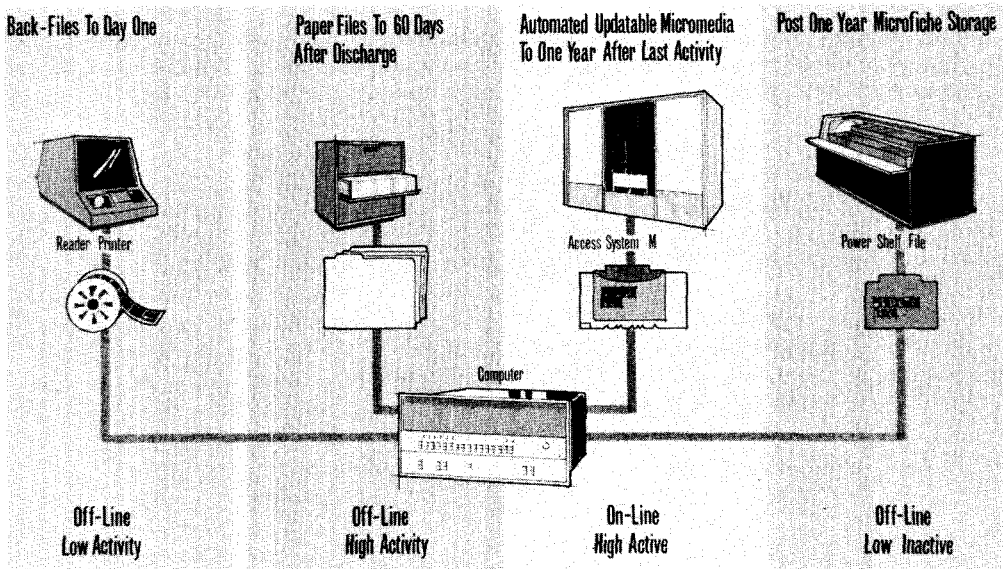 Back-Files To Day One
Paper Files To 60 Days
After Discharge
Automated Updatable Micromedia
To One Year After Last Activity
Post One Year Microfiche Storage
Reader Printer
Access System M
Power Shelf File
Computer
Off-Line
Low Activity
Off-Line
High Activity
On-Line
High Active
Off-Line
Low Inactive